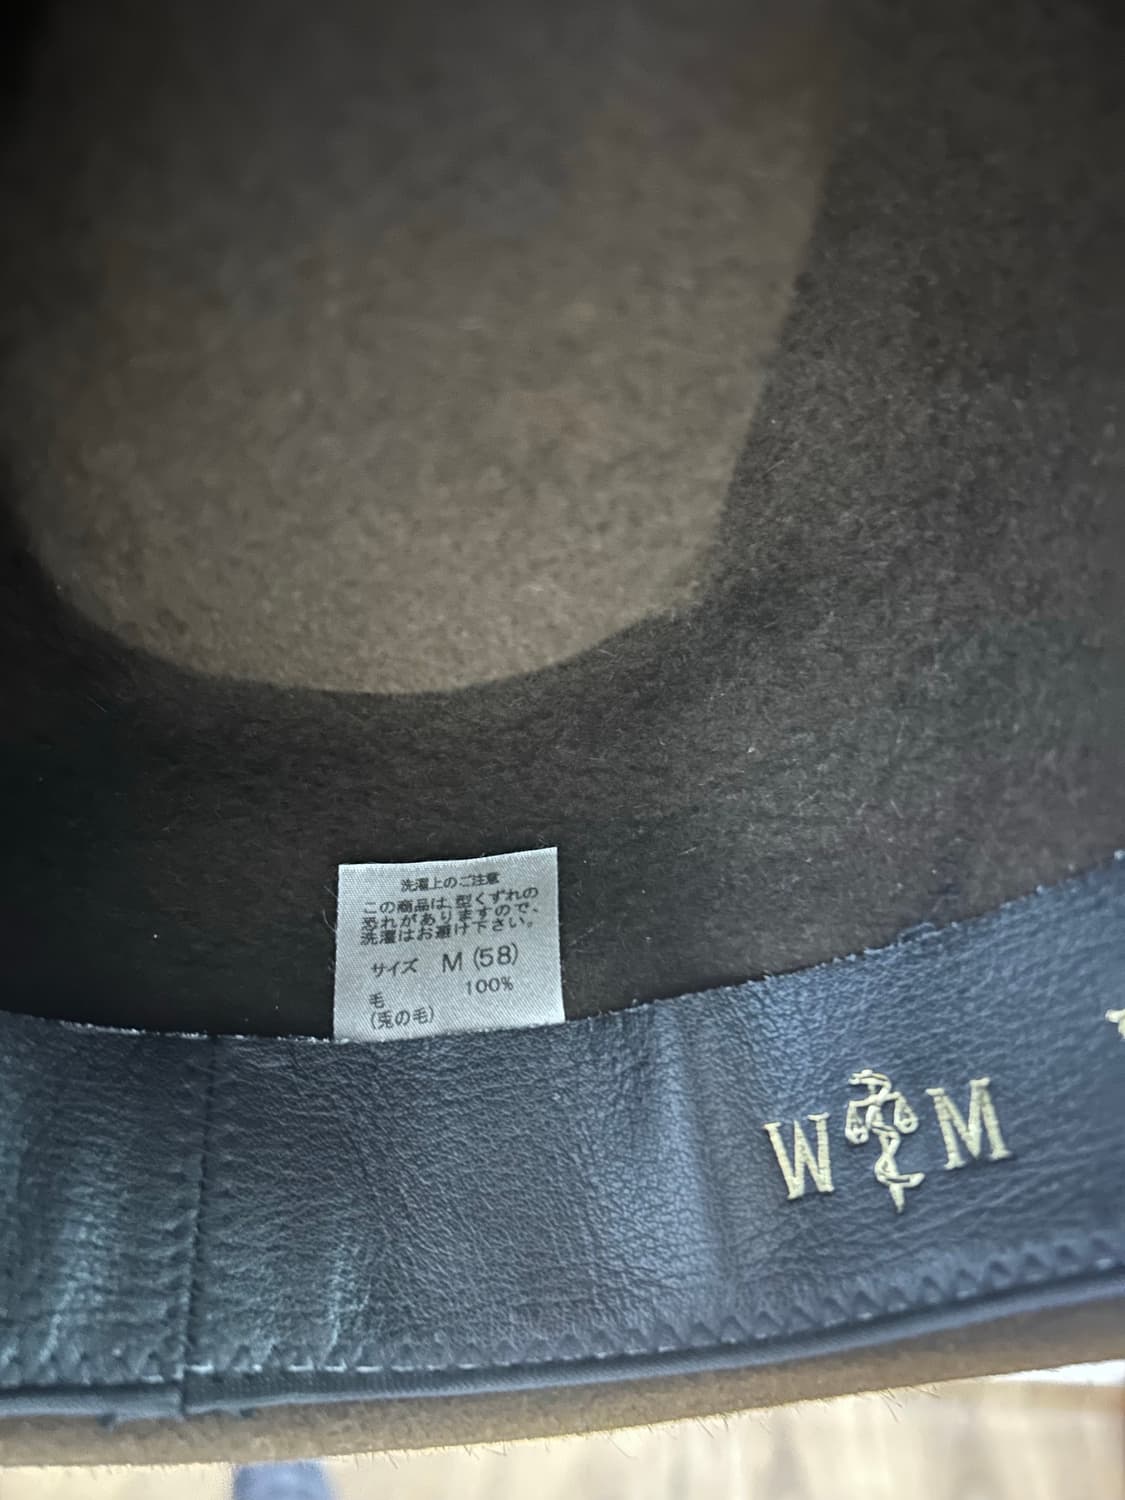 洗濯上のご注意
この商品は、型くずれの
恐れがありますので、
洗濯はお避け下さい。
サイズ M (58)
毛 100%
(兎の毛)
W M